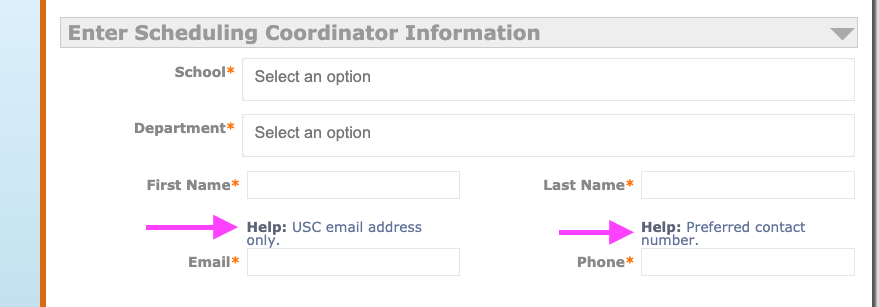 Enter Scheduling Coordinator Information
School*
Select an option
Department*
Select an option
First Name*
Last Name*
Help: USC email address
only.
Help: Preferred contact
number.
Email*
Phone*